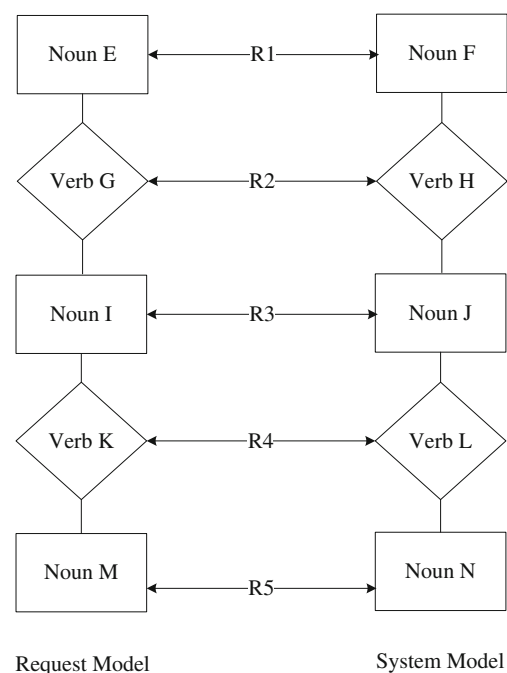 Noun E R1 Noun F
Verb G R2 Verb H
Noun I R3 Noun J
Verb K R4 Verb L
Noun M R5 Noun N
Request Model System Model